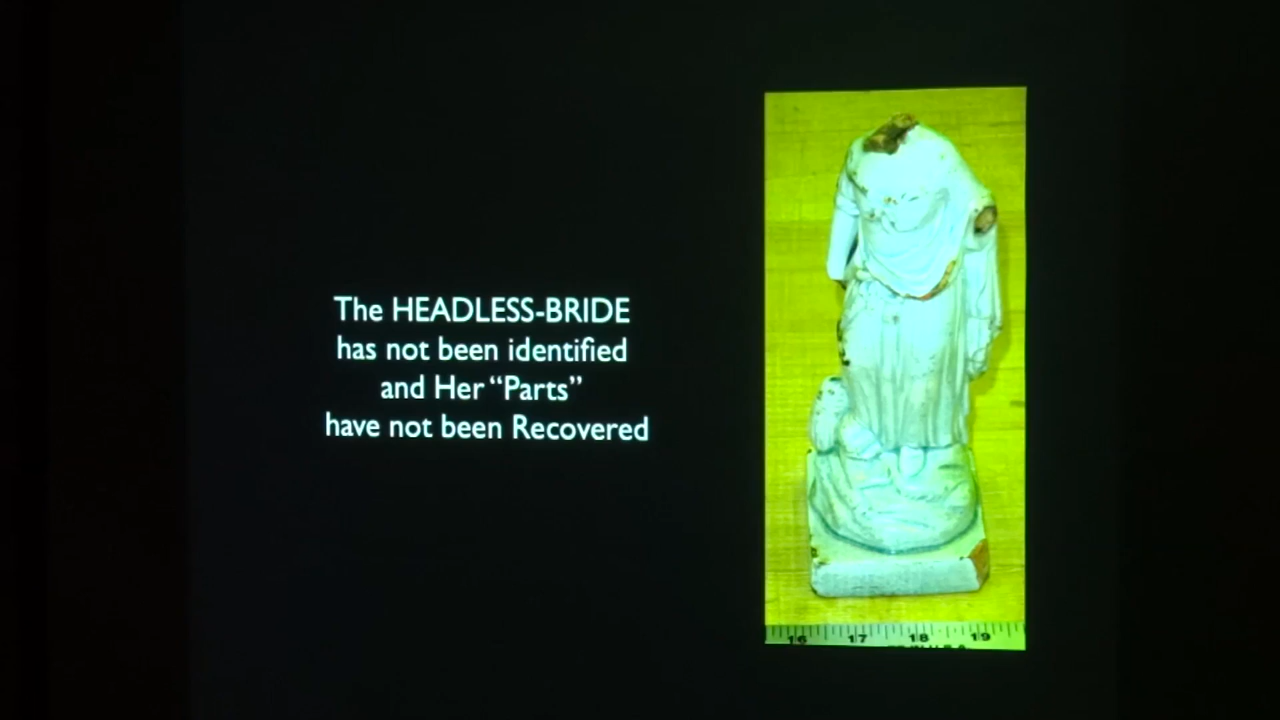 The HEADLESS-BRIDE
has not been identified
and Her “Parts”
have not been Recovered
16 17 18 19